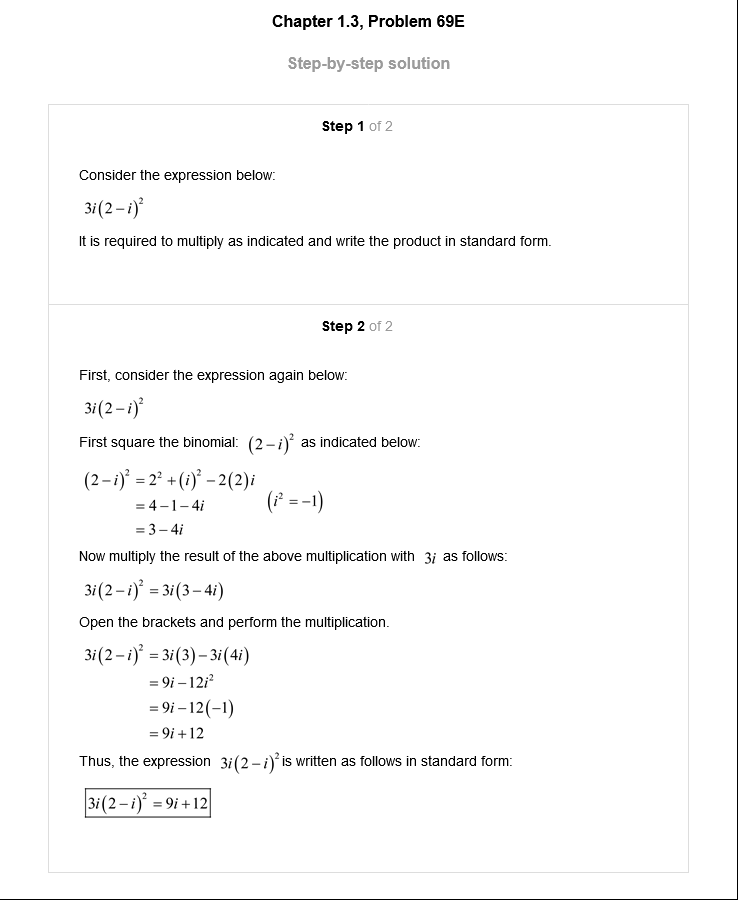 Chapter 1.3, Problem 69E
Step-by-step solution
Step 1 of 2
Consider the expression below:
3i(2−i)²
It is required to multiply as indicated and write the product in standard form.
Step 2 of 2
First, consider the expression again below:
3i(2−i)²
First square the binomial: (2−i)² as indicated below:
(2−i)² = 2² + (i)² − 2(2)i
= 4−1−4i (i² = −1)
= 3−4i
Now multiply the result of the above multiplication with 3i as follows:
3i(2−i)² = 3i(3−4i)
Open the brackets and perform the multiplication.
3i(2−i)² = 3i(3)−3i(4i)
= 9i−12i²
= 9i−12(−1)
= 9i+12
Thus, the expression 3i(2−i)² is written as follows in standard form:
3i(2−i)² = 9i+12